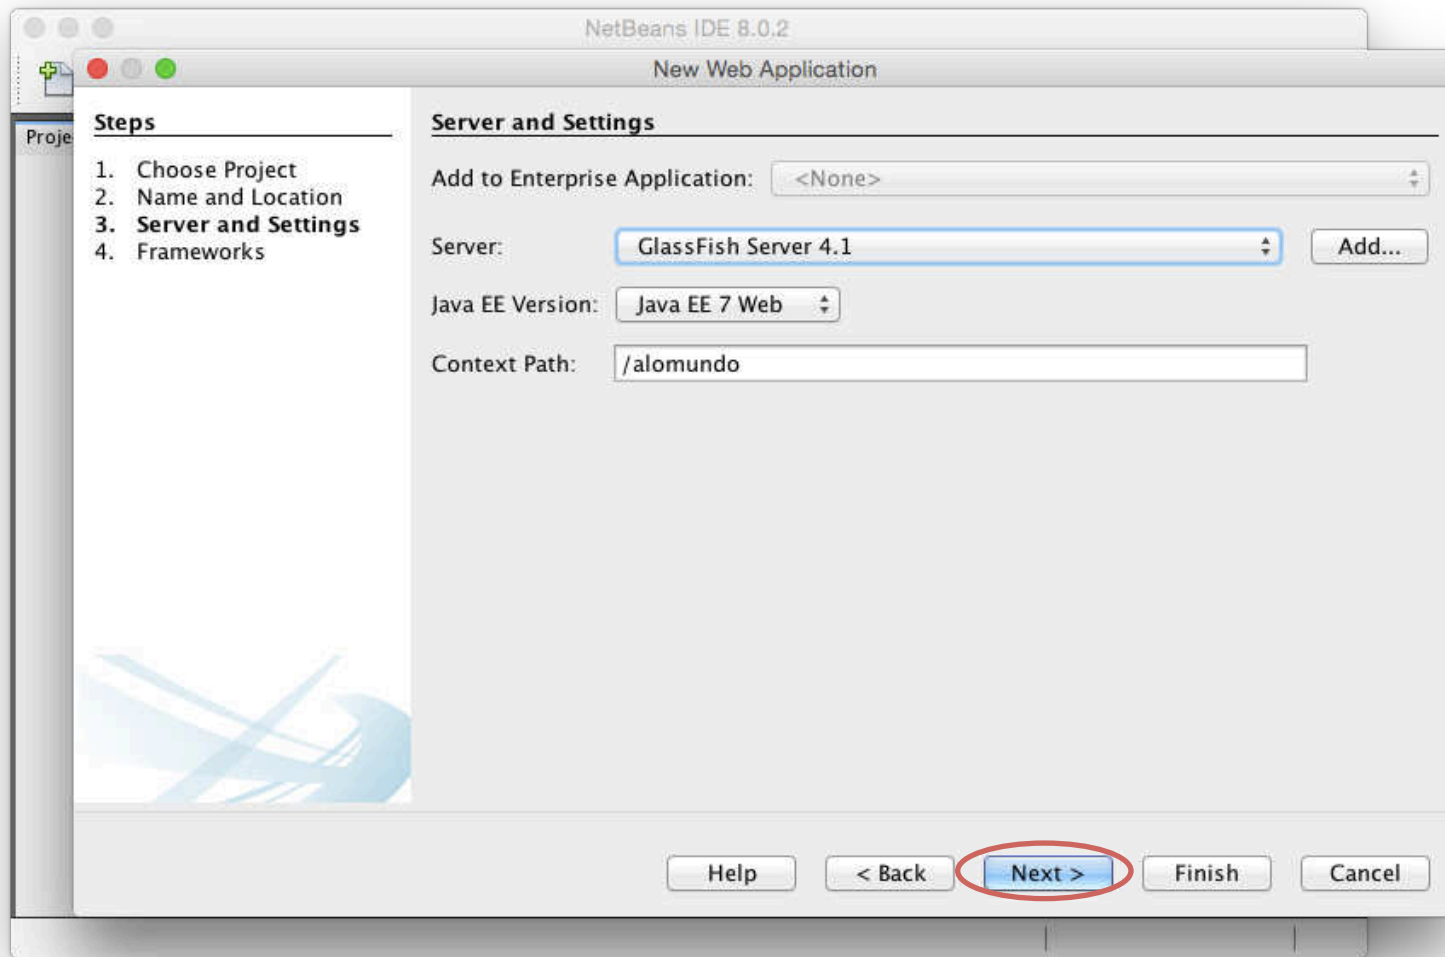 NetBeans IDE 8.0.2
New Web Application
Proje
Steps
1. Choose Project
2. Name and Location
3. Server and Settings
4. Frameworks
Server and Settings
Add to Enterprise Application: <None>
Server: GlassFish Server 4.1 Add...
Java EE Version: Java EE 7 Web
Context Path: /alomundo
Help < Back Next > Finish Cancel